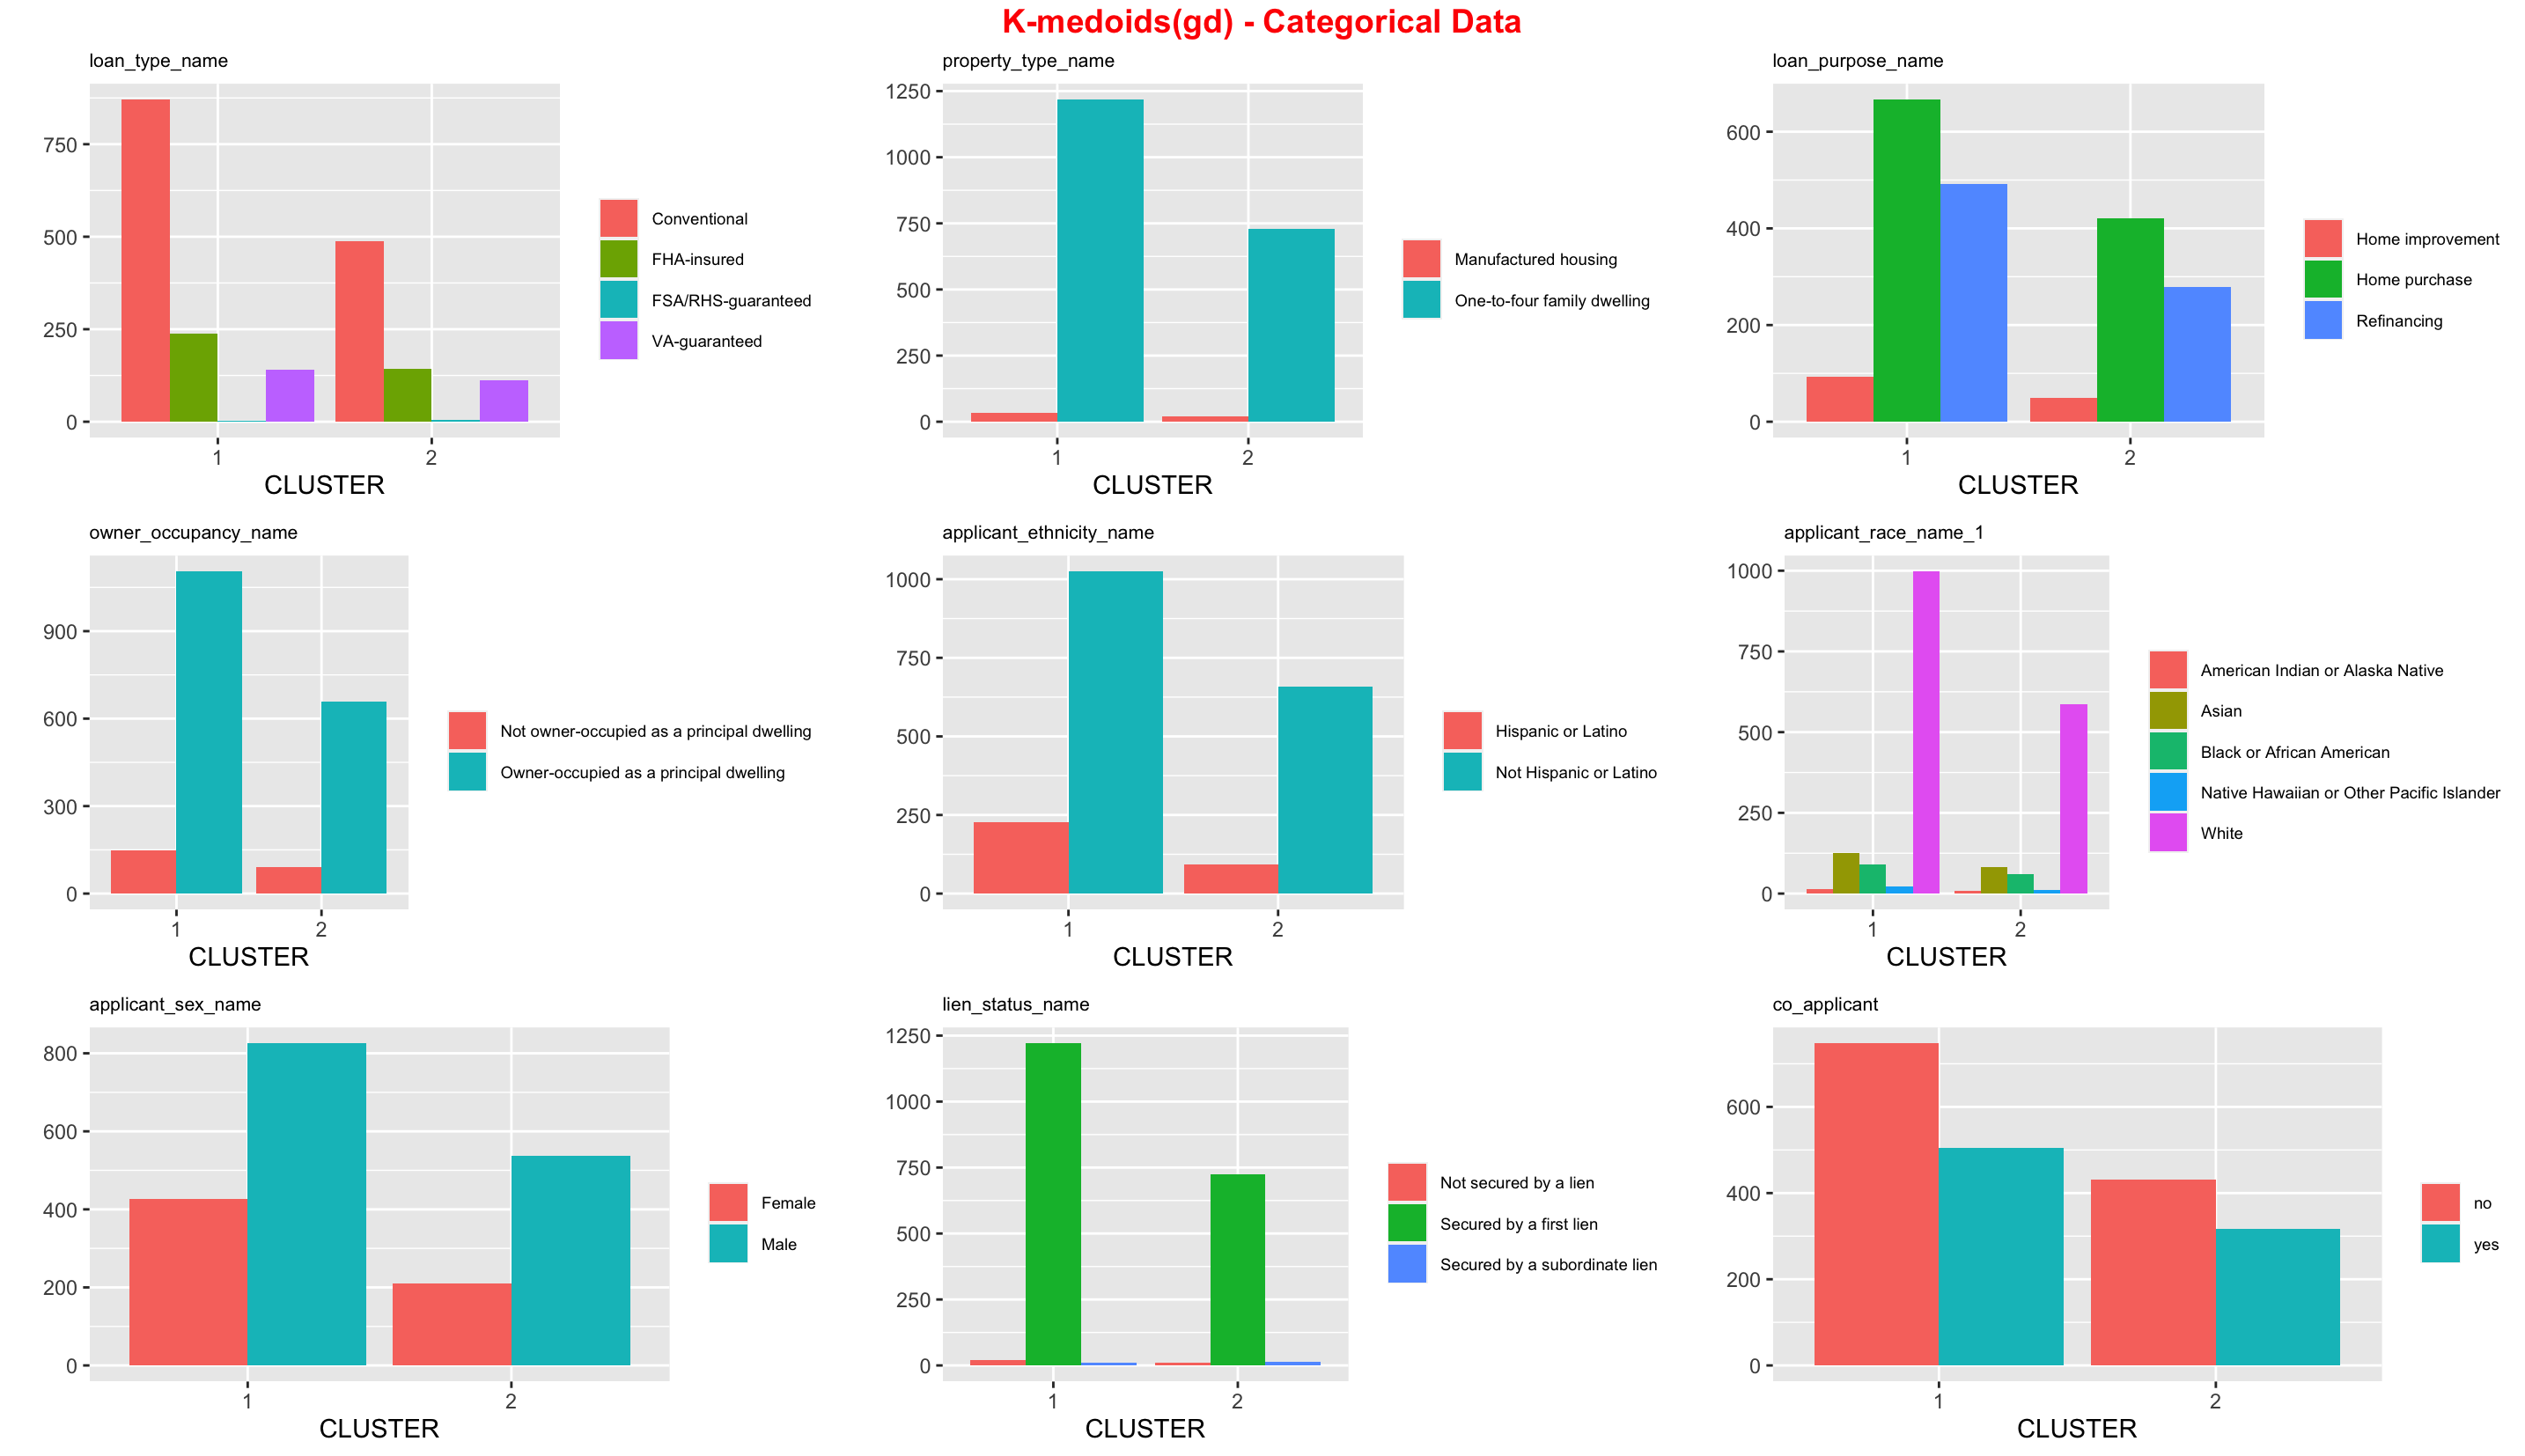 K-medoids(gd) - Categorical Data
loan_type_name
750
500
250
0
1
2
CLUSTER
Conventional
FHA-insured
FSA/RHS-guaranteed
VA-guaranteed
property_type_name
1250
1000
750
500
250
0
1
2
CLUSTER
Manufactured housing
One-to-four family dwelling
loan_purpose_name
600
400
200
0
1
2
CLUSTER
Home improvement
Home purchase
Refinancing
owner_occupancy_name
900
600
300
0
1
2
CLUSTER
Not owner-occupied as a principal dwelling
Owner-occupied as a principal dwelling
applicant_ethnicity_name
1000
750
500
250
0
1
2
CLUSTER
Hispanic or Latino
Not Hispanic or Latino
applicant_race_name_1
1000
750
500
250
0
1
2
CLUSTER
American Indian or Alaska Native
Asian
Black or African American
Native Hawaiian or Other Pacific Islander
White
applicant_sex_name
800
600
400
200
0
1
2
CLUSTER
Female
Male
lien_status_name
1250
1000
750
500
250
0
1
2
CLUSTER
Not secured by a lien
Secured by a first lien
Secured by a subordinate lien
co_applicant
600
400
200
0
1
2
CLUSTER
no
yes